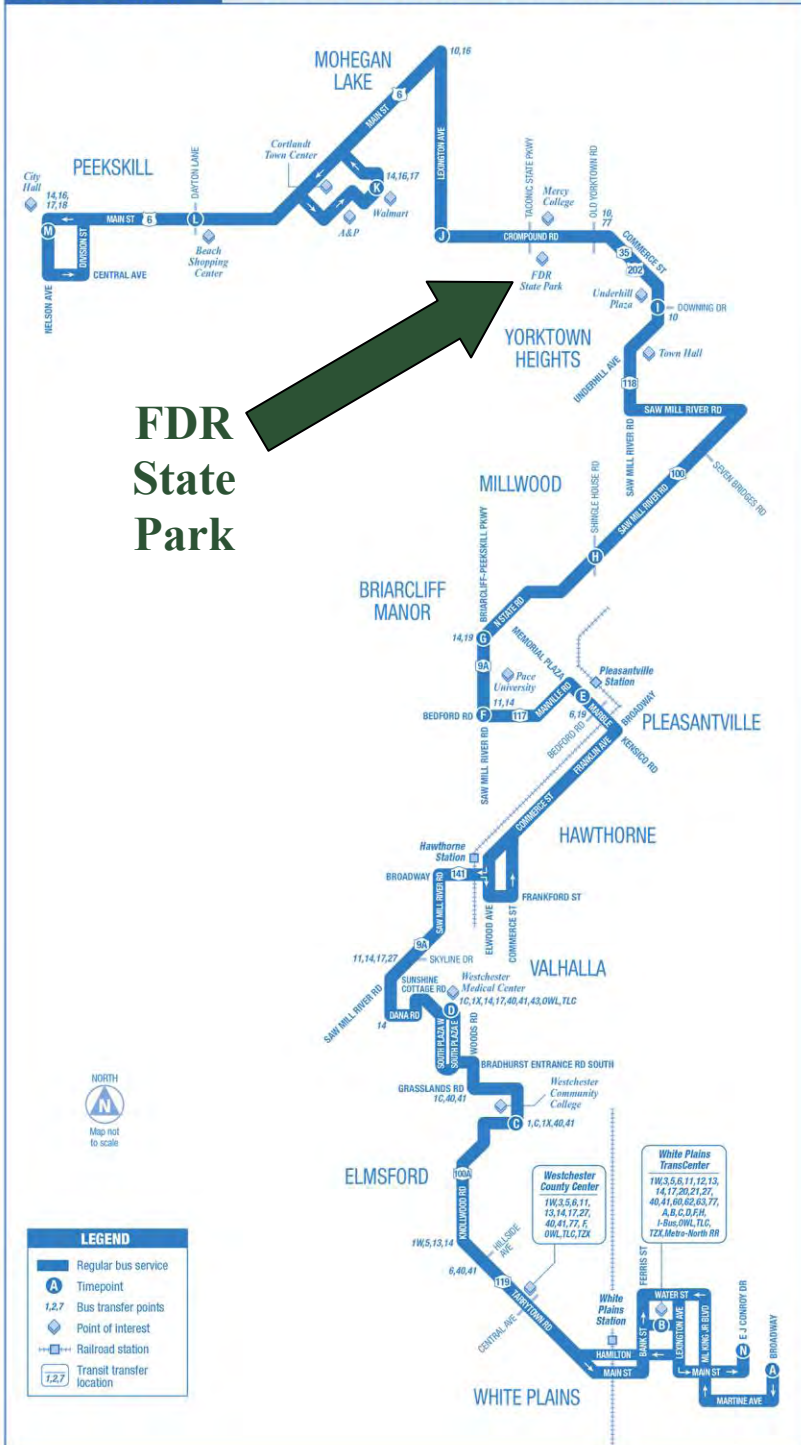 MOHEGAN
LAKE
10,16
MAIN ST
6
Cortlandt
Town Center
PEEKSKILL
DAYTON LANE
City
Hall
14,16,
17,18
14,16,17
K
Walmart
A&P
LEXINGTON AVE
TACONIC STATE PKWY
Mercy
College
OLD YORKTOWN RD
10,
77
M
MAIN ST
6
L
Beach
Shopping
Center
DIVISION ST
CENTRAL AVE
NELSON AVE
J
CROMPOUND RD
COMMERCE ST
35
202
FDR
State Park
Underhill
Plaza
I
DOWNING DR
10
YORKTOWN
HEIGHTS
Town Hall
UNDERHILL AVE
118
FDR
State
Park
SAW MILL RIVER RD
SAW MILL RIVER RD
SEVEN BRIDGES RD
100
SAW MILL RIVER RD
MILLWOOD
SHINGLE HOUSE RD
H
BRIARCLIFF-PEEKSKILL PKWY
N STATE RD
BRIARCLIFF
MANOR
14,19
G
9A
MEMORIAL PLAZA
Pleasantville
Station
Pace
University
11,14
MANVILLE RD
E
6,19
MARBLE
BROADWAY
BEDFORD RD
F
117
BEDFORD RD
PLEASANTVILLE
KENSICO RD
SAW MILL RIVER RD
FRANKLIN AVE
COMMERCE ST
HAWTHORNE
Hawthorne
Station
BROADWAY
141
FRANKFORD ST
SAW MILL RIVER RD
ELWOOD AVE
COMMERCE ST
9A
SKYLINE DR
11,14,17,27
VALHALLA
SUNSHINE
COTTAGE RD
Westchester
Medical Center
1C,1X,14,17,40,41,43,OWL,TLC
SAW MILL RIVER RD
14
DANA RD
D
SOUTH PLAZA W
SOUTH PLAZA E
WOODS RD
BRADHURST ENTRANCE RD SOUTH
GRASSLANDS RD
1C,40,41
Westchester
Community
College
C
1,C,1X,40,41
NORTH
N
Map not
to scale
ELMSFORD
100A
KNOLLWOOD RD
Westchester
County Center
1W,3,5,6,11,
13,14,17,27,
40,41,77, F,
OWL,TLC,TZX
White Plains
TransCenter
1W,3,5,6,11,12,13,
14,17,20,21,27,
40,41,60,62,63,77,
A,B,C,D,F,H,
I-Bus,OWL,TLC,
TZX,Metro-North RR
1W,5,13,14
HILLSIDE AVE
6,40,41
119
TARRYTOWN RD
CENTRAL AVE
White
Plains
Station
FERRIS ST
WATER ST
BANK ST
B
LEXINGTON AVE
ML KING JR BLVD
N
E J CONROY DR
BROADWAY
HAMILTON
MAIN ST
MAIN ST
A
MARTINE AVE
WHITE PLAINS
LEGEND
Regular bus service
A
Timepoint
1,2,7
Bus transfer points
Point of interest
Railroad station
1,2,7
Transit transfer
location